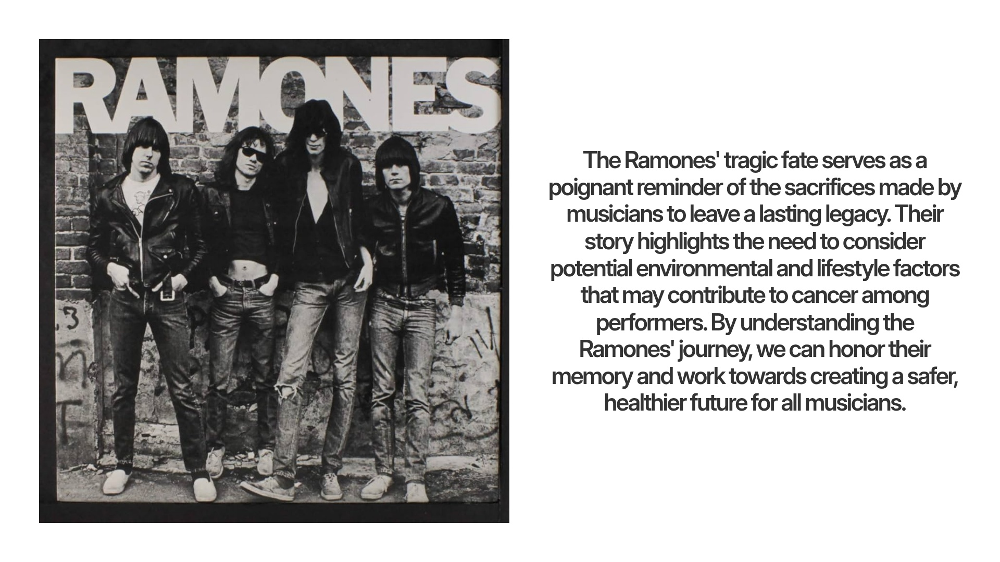 RAMONES
The Ramones' tragic fate serves as a
poignant reminder of the sacrifices made by
musicians to leave a lasting legacy. Their
story highlights the need to consider
potential environmental and lifestyle factors
that may contribute to cancer among
performers. By understanding the
Ramones' journey, we can honor their
memory and work towards creating a safer,
healthier future for all musicians.